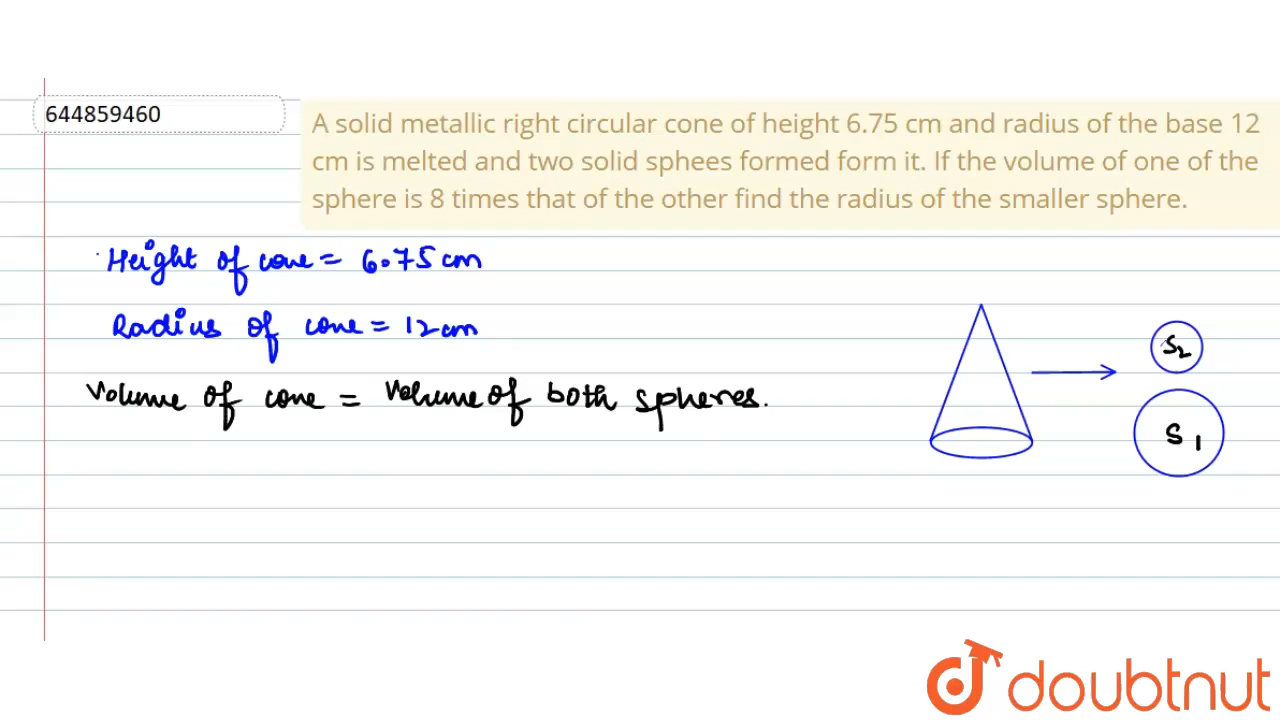 644859460
A solid metallic right circular cone of height 6.75 cm and radius of the base 12
cm is melted and two solid sphees formed form it. If the volume of one of the
sphere is 8 times that of the other find the radius of the smaller sphere.
Height of cone = 6.75 cm
Radius of cone = 12 cm
Volume of cone = Volume of both spheres.
S2
S1
doubtnut